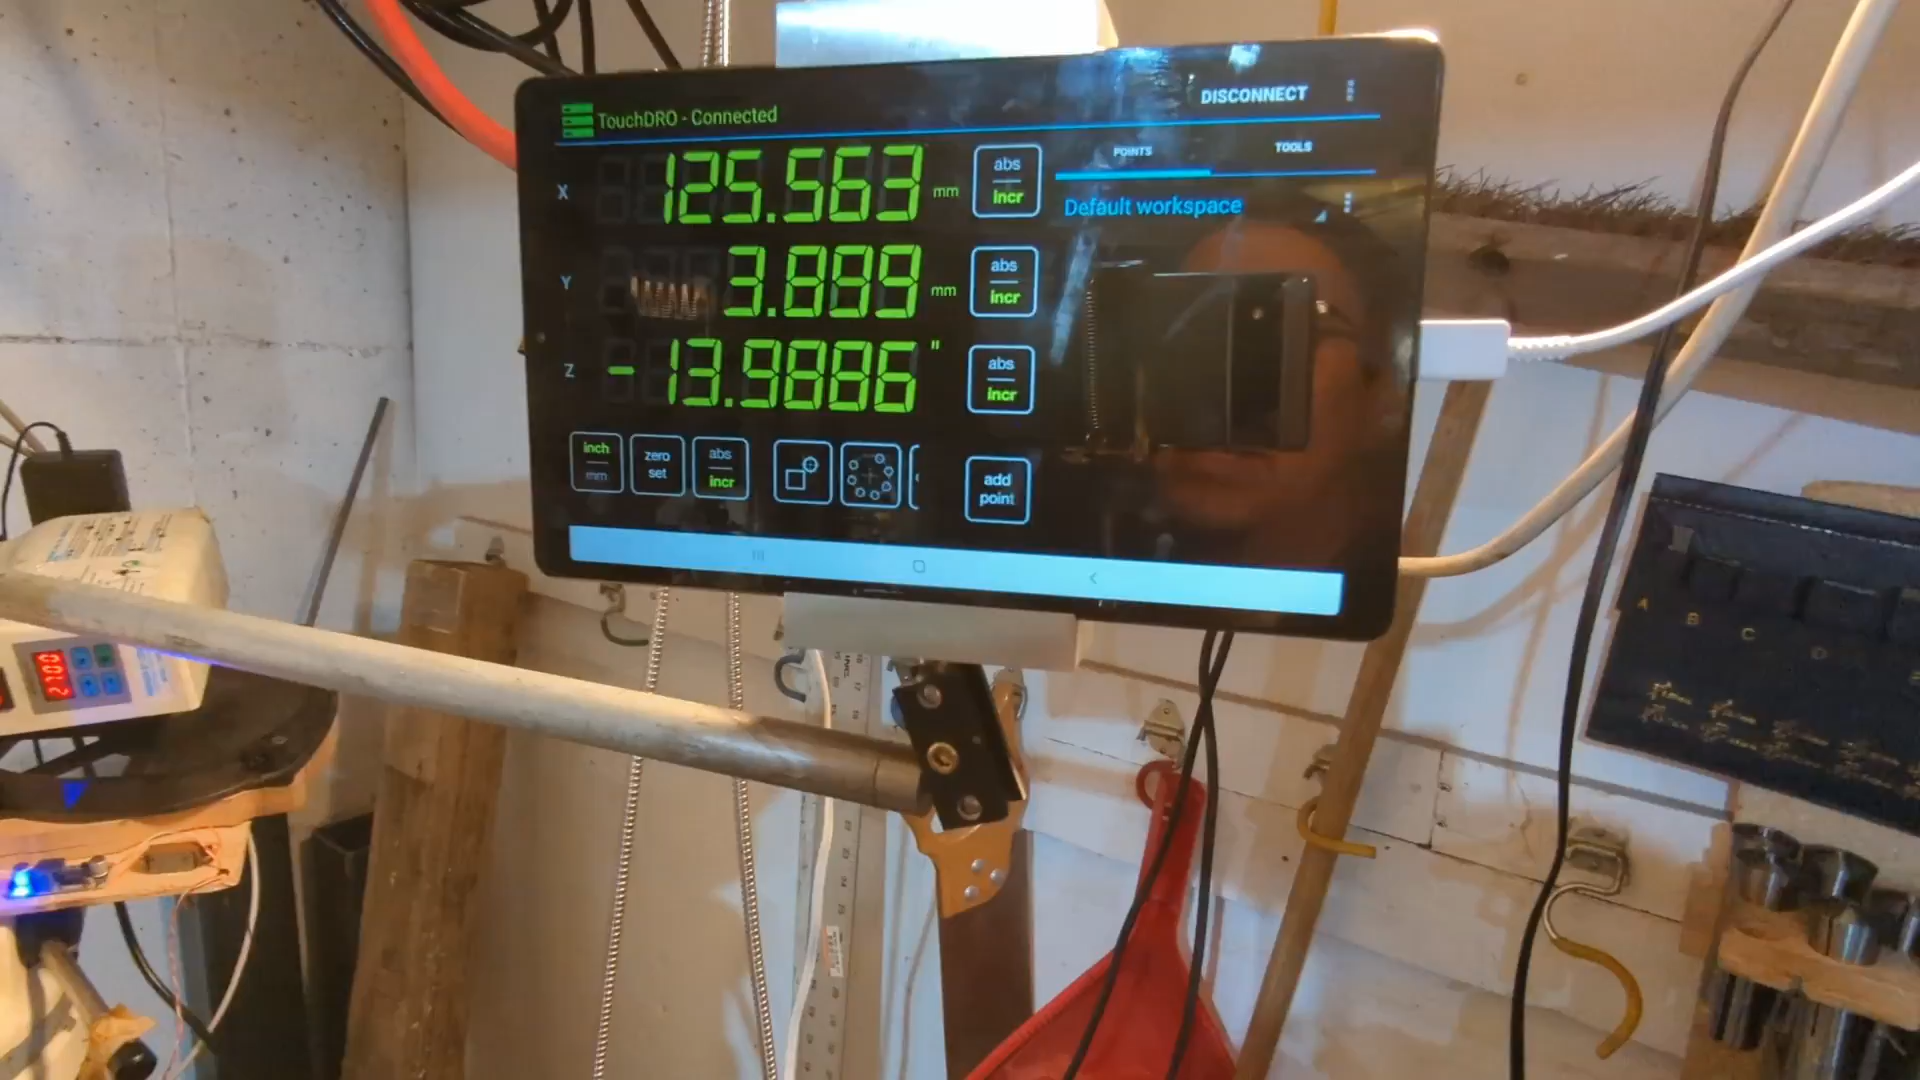 TouchDRO - Connected
DISCONNECT
X 125.563 mm
abs
incr
POINTS
TOOLS
Default workspace
Y 3.899 mm
abs
incr
Z -13.9886 "
abs
incr
inch
mm
zero
set
abs
incr
add
point
A
B
C
D